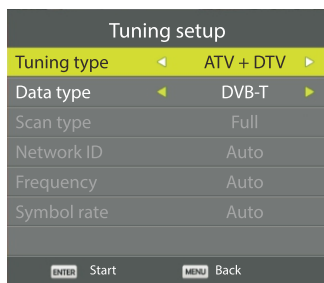 Tuning setup
Tuning type ATV + DTV
Data type DVB-T
Scan type Full
Network ID Auto
Frequency Auto
Symbol rate Auto
ENTER Start MENU Back